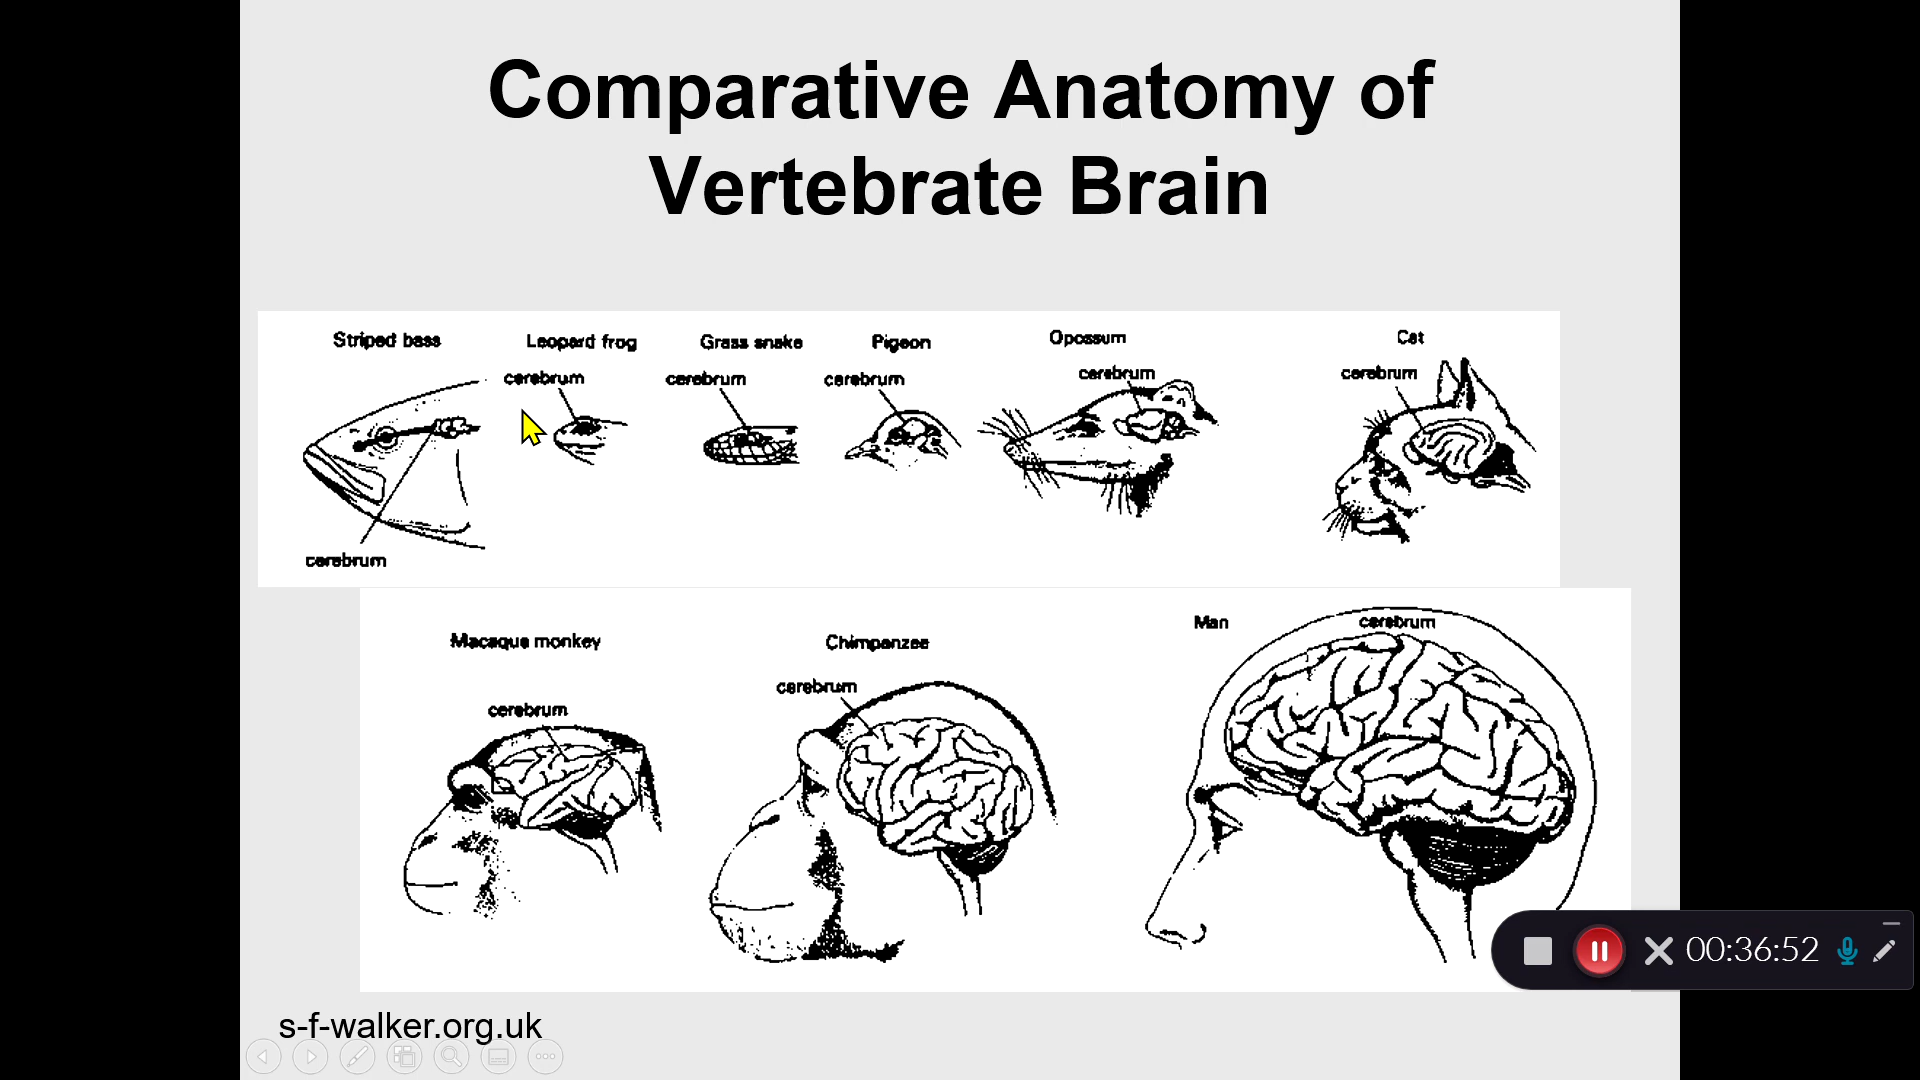 Comparative Anatomy of
Vertebrate Brain
Striped bass
Leopard frog
Grass snake
Pigeon
Opossum
Cat
cerebrum
cerebrum
cerebrum
cerebrum
cerebrum
cerebrum
Macaque monkey
Chimpanzee
Man
cerebrum
cerebrum
cerebrum
00:36:52
s-f-walker.org.uk